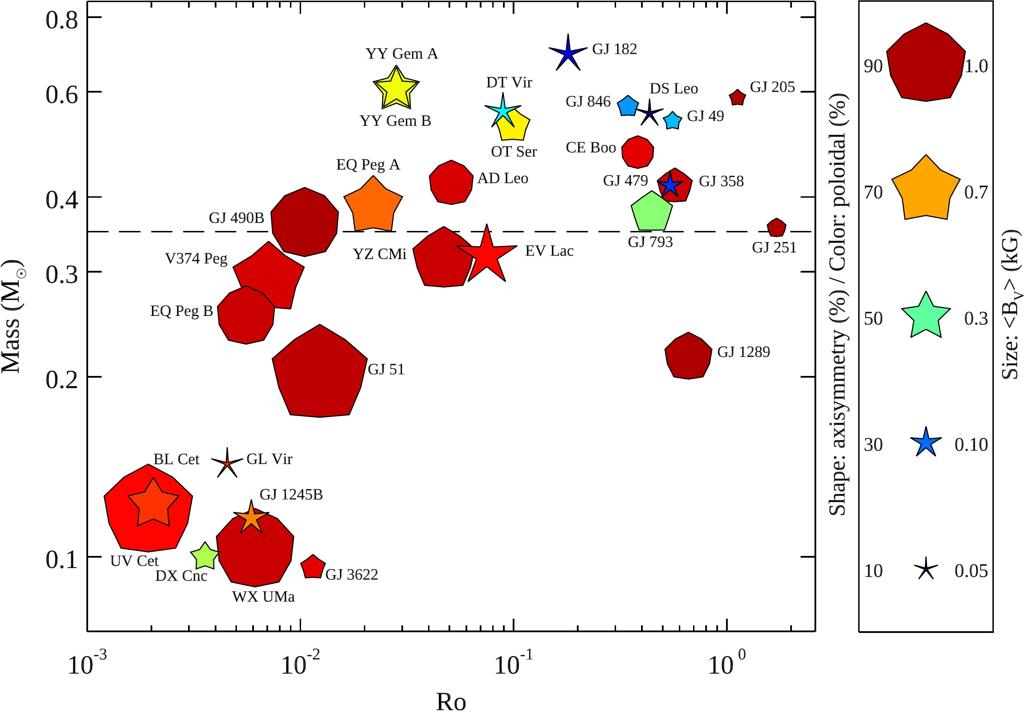 0.8
0.6
0.4
0.3
0.2
0.1
Mass (M☉)
10⁻³
10⁻²
10⁻¹
10⁰
Ro
YY Gem A
YY Gem B
GJ 182
DT Vir
OT Ser
DS Leo
GJ 205
GJ 846
GJ 49
CE Boo
EQ Peg A
AD Leo
GJ 479
GJ 358
GJ 490B
GJ 793
GJ 251
V374 Peg
YZ CMi
EV Lac
EQ Peg B
GJ 51
GJ 1289
BL Cet
GL Vir
GJ 1245B
UV Cet
DX Cnc
GJ 3622
WX UMa
Shape: axisymmetry (%) / Color: poloidal (%)
90 1.0
70 0.7
50 0.3
30 0.10
10 0.05
Size: <B_V> (kG)